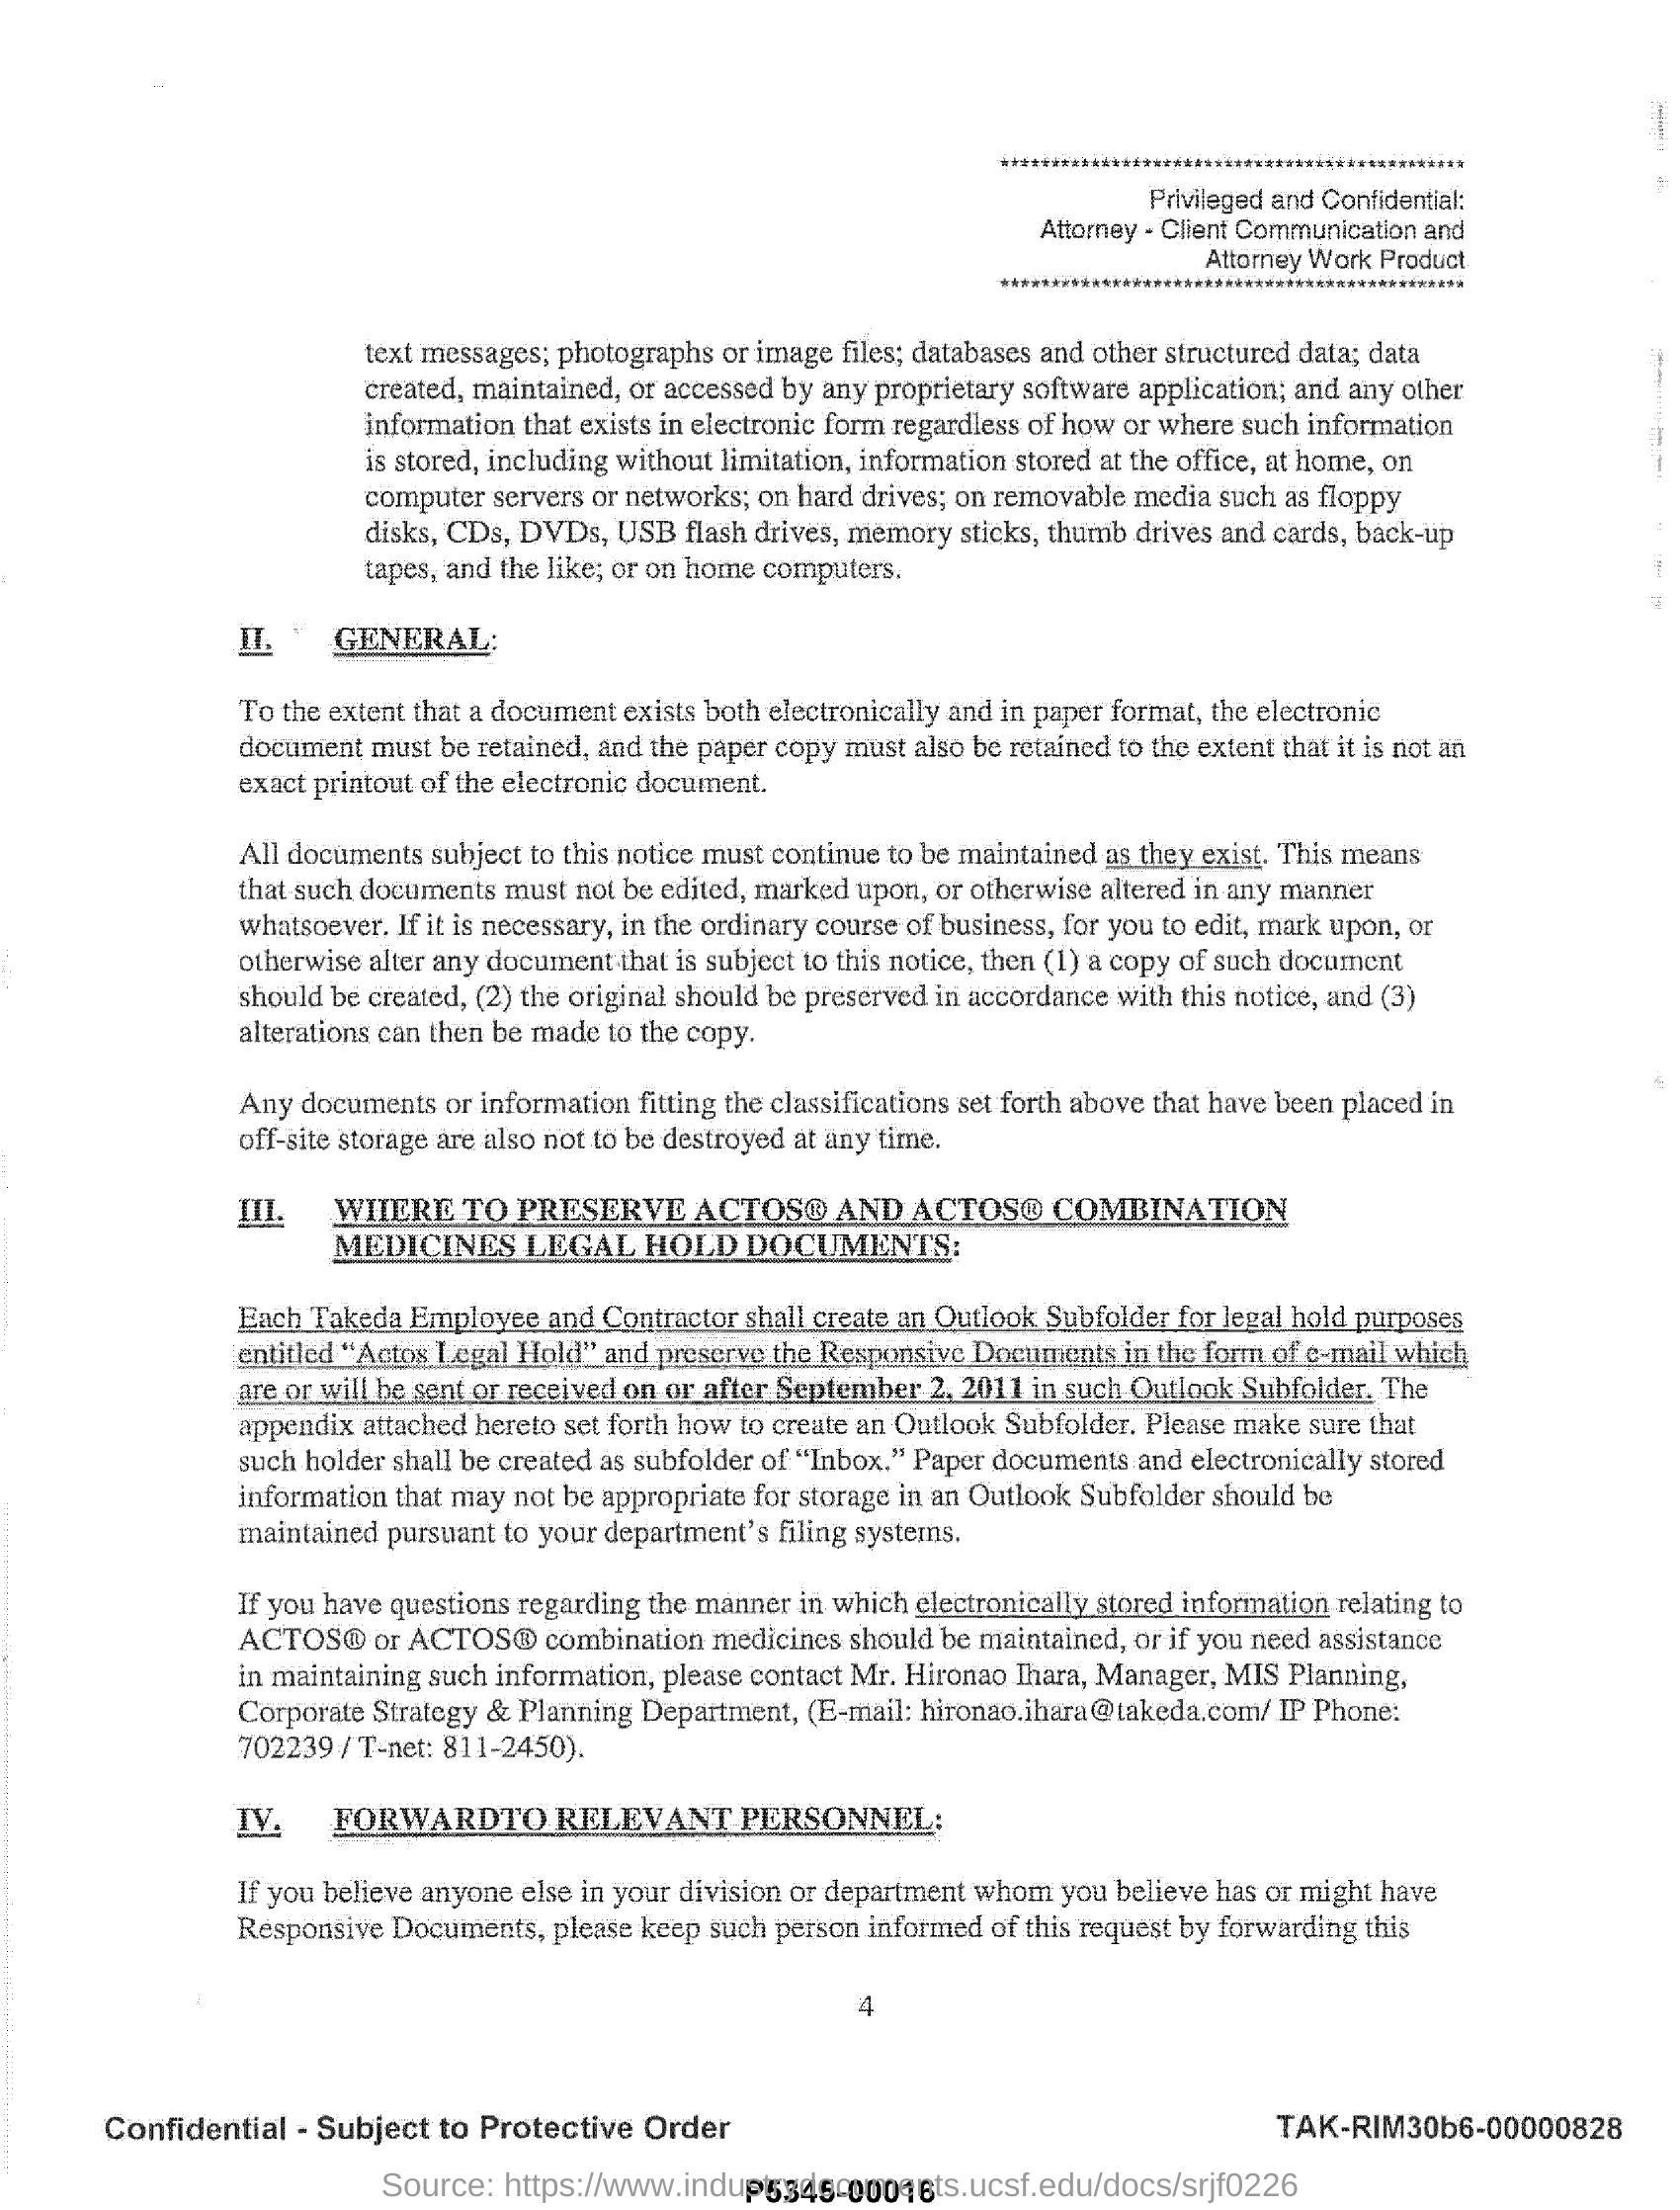 ********************************************
Privileged and Confidential:
Attorney - Client Communication and
Attorney Work Product
********************************************
text messages; photographs or image files; databases and other structured data; data
created, maintained, or accessed by any proprietary software application; and any other
information that exists in electronic form regardless of how or where such information
is stored, including without limitation, information stored at the office, at home, on
computer servers or networks; on hard drives; on removable media such as floppy
disks, CDs, DVDs, USB flash drives, memory sticks, thumb drives and cards, back-up
tapes, and the like; or on home computers.
II. GENERAL:
To the extent that a document exists both electronically and in paper format, the electronic
document must be retained, and the paper copy must also be retained to the extent that it is not an
exact printout of the electronic document.
All documents subject to this notice must continue to be maintained as they exist. This means
that such documents must not be edited, marked upon, or otherwise altered in any manner
whatsoever. If it is necessary, in the ordinary course of business, for you to edit, mark upon, or
otherwise alter any document that is subject to this notice, then (1) a copy of such document
should be created, (2) the original should be preserved in accordance with this notice, and (3)
alterations can then be made to the copy.
Any documents or information fitting the classifications set forth above that have been placed in
off-site storage are also not to be destroyed at any time.
III. WHERE TO PRESERVE ACTOS® AND ACTOS® COMBINATION
MEDICINES LEGAL HOLD DOCUMENTS:
Each Takeda Employee and Contractor shall create an Outlook Subfolder for legal hold purposes
entitled "Actos Legal Hold" and preserve the Responsive Documents in the form of e-mail which
are or will be sent or received on or after September 2, 2011 in such Outlook Subfolder. The
appendix attached hereto set forth how to create an Outlook Subfolder. Please make sure that
such holder shall be created as subfolder of "Inbox." Paper documents and electronically stored
information that may not be appropriate for storage in an Outlook Subfolder should be
maintained pursuant to your department's filing systems.
If you have questions regarding the manner in which electronically stored information relating to
ACTOS® or ACTOS® combination medicines should be maintained, or if you need assistance
in maintaining such information, please contact Mr. Hironao Ihara, Manager, MIS Planning,
Corporate Strategy & Planning Department, (E-mail: hironao.ihara@takeda.com/ IP Phone:
702239 / T-net: 811-2450).
IV. FORWARDTO RELEVANT PERSONNEL:
If you believe anyone else in your division or department whom you believe has or might have
Responsive Documents, please keep such person informed of this request by forwarding this
4
Confidential - Subject to Protective Order
TAK-RIM30b6-00000828
Source: https://www.industrydocuments.ucsf.edu/docs/srjf0226
P5345-00016